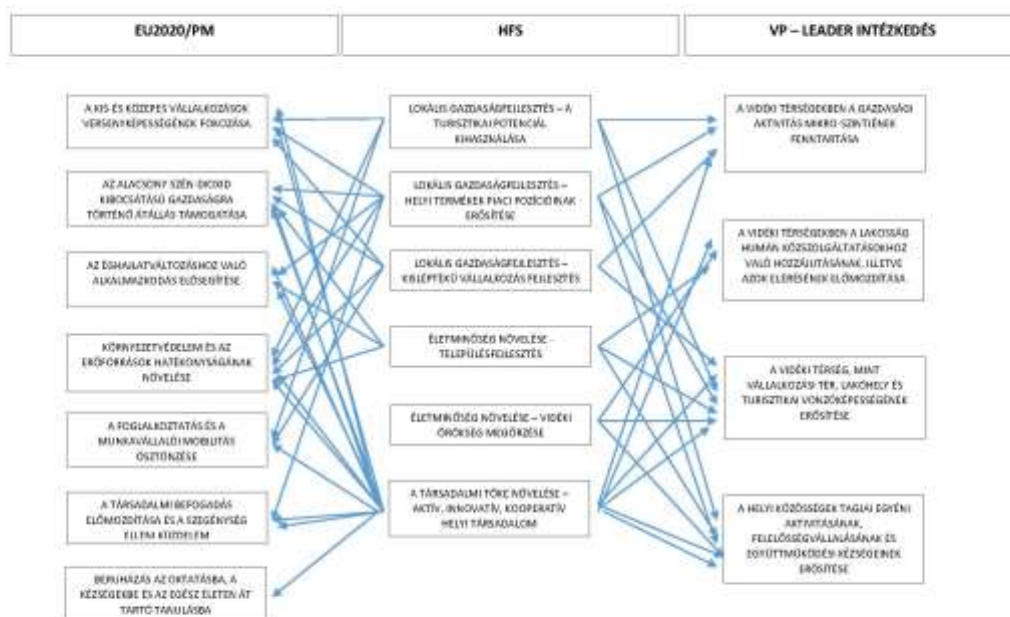 EU2020/PM
HFS
VP – LEADER INTÉZKEDÉS
A KIS-ÉS KÖZEPES VÁLLALKOZÁSOK
VERSENYKÉPESSÉGÉNEK FOKOZÁSA
AZ ALACSONY SZÉN-DIOXID
KIBOCSÁTÁSÚ GAZDASÁGRA
TÖRTÉNŐ ÁTÁLLÁS TÁMOGATÁSA
AZ ÉGHAJLATVÁLTOZÁSHOZ VALÓ
ALKALMAZKODÁS ELŐSEGÍTÉSE
KÖRNYEZETVÉDELEM ÉS AZ
ERŐFORRÁSOK HATÉKONYSÁGÁNAK
NÖVELÉSE
A FOGLALKOZTATÁS ÉS A
MUNKAVÁLLALÓI MOBILITÁS
ÖSZTÖNZÉSE
A TÁRSADALMI BEFOGADÁS
ELŐMOZDÍTÁSA ÉS A SZEGÉNYSÉG
ELLENI KÜZDELEM
BERUHÁZÁS AZ OKTATÁSBA, A
KÉZSÉGEKBE ÉS AZ EGÉSZ ÉLETEN ÁT
TARTÓ TANULÁSBA
LOKÁLIS GAZDASÁGFEJLESZTÉS – A
TURISZTIKAI POTENCIÁL
KIHASZNÁLÁSA
LOKÁLIS GAZDASÁGFEJLESZTÉS –
HELYI TERMÉKEK PIACI POZÍCIÓINAK
ERŐSÍTÉSE
LOKÁLIS GAZDASÁGFEJLESZTÉS –
KISLÉPTÉKŰ VÁLLALKOZÁS FEJLESZTÉS
ÉLETMINŐSÉG NÖVELÉSE -
TELEPÜLÉSFEJLESZTÉS
ÉLETMINŐSÉG NÖVELÉSE – VIDÉKI
ÖRÖKSÉG MEGŐRZÉSE
A TÁRSADALMI TŐKE NÖVELÉSE –
AKTÍV, INNOVATÍV, KOOPERATÍV
HELYI TÁRSADALOM
A VIDÉKI TÉRSÉGEKBEN A GAZDASÁGI
AKTIVITÁS MIKRO-SZINTJÉNEK
FENNTARTÁSA
A VIDÉKI TÉRSÉGEKBEN A LAKOSSÁG
HUMÁN KÖZSZOLGÁLTATÁSOKHOZ
VALÓ HOZZÁJUTÁSÁNAK, ILLETVE
AZOK ELÉRÉSÉNEK ELŐMOZDÍTÁSA
A VIDÉKI TÉRSÉG, MINT
VÁLLALKOZÁSI TÉR, LAKÓHELY ÉS
TURISZTIKAI VONZÓKÉPESSÉGÉNEK
ERŐSÍTÉSE
A HELYI KÖZÖSSÉGEK TAGJAI EGYÉNI
AKTIVITÁSÁNAK,
FELELŐSSÉGVÁLLALÁSÁNAK ÉS
EGYÜTTMŰKÖDÉSI KÉZSÉGEINEK
ERŐSÍTÉSE